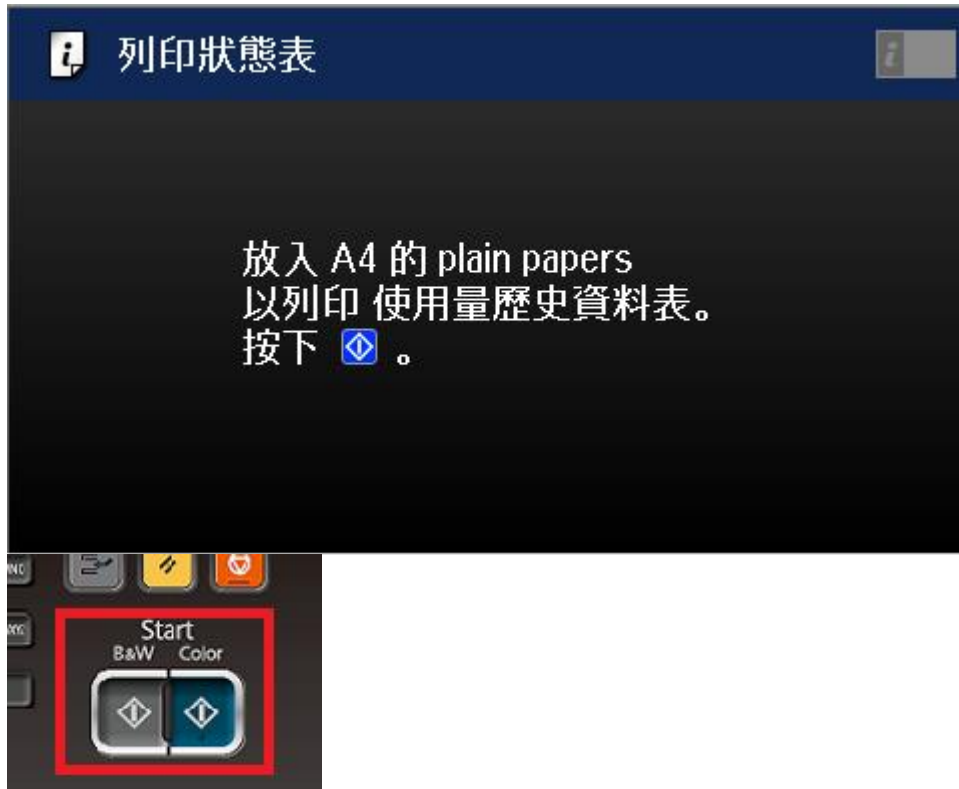 列印狀態表
放入 A4 的 plain papers
以列印 使用量歷史資料表。
按下 。
Start
B&W Color